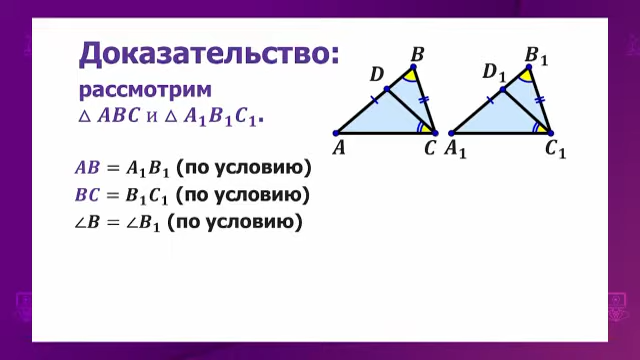 Доказательство:
рассмотрим
△ ABC и △ A₁B₁C₁.
AB = A₁B₁ (по условию)
BC = B₁C₁ (по условию)
∠B = ∠B₁ (по условию)
B B₁
D D₁
A C A₁ C₁